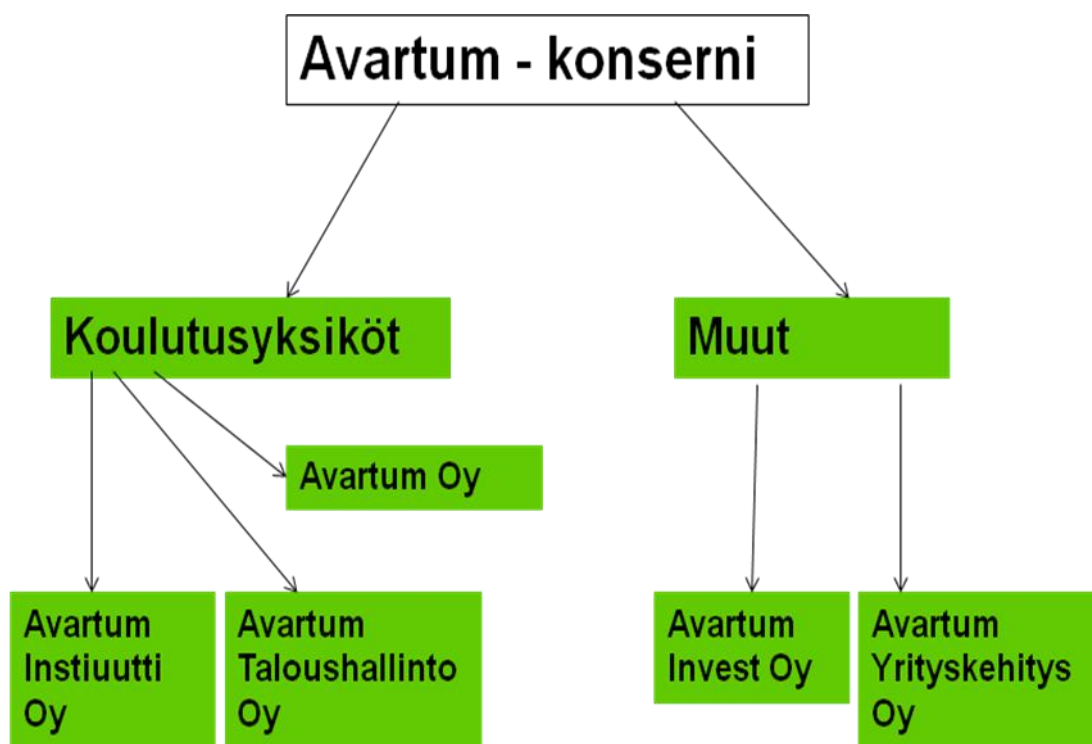 Avartum - konserni
Koulutusyksiköt
Muut
Avartum Oy
Avartum
Instiuutti
Oy
Avartum
Taloushallinto
Oy
Avartum
Invest Oy
Avartum
Yrityskehitys
Oy